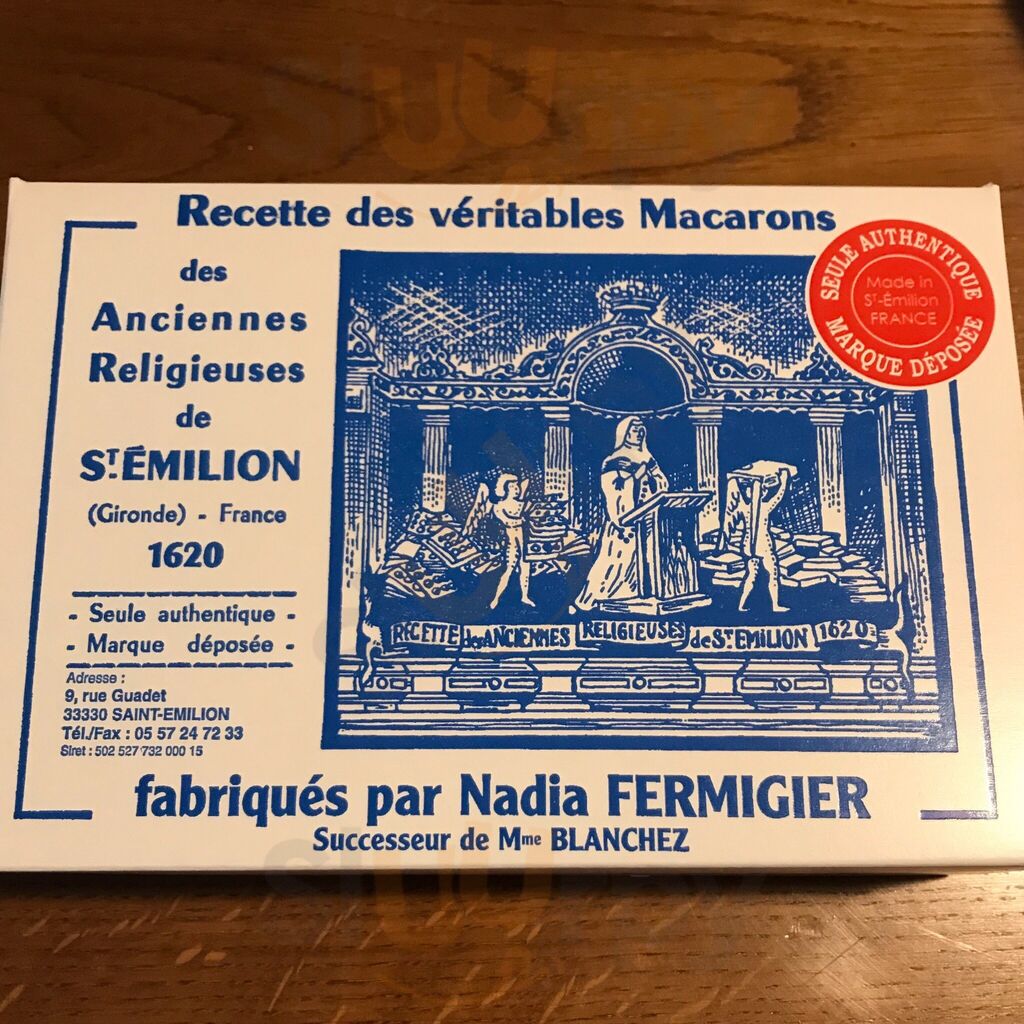 Recette des véritables Macarons
des
Anciennes
Religieuses
de
ST. ÉMILION
(Gironde) - France
1620
- Seule authentique -
- Marque déposée -
Adresse :
9, rue Guadet
33330 SAINT-EMILION
Tél./Fax : 05 57 24 72 33
Siret : 502 527 732 000 15
SEULE AUTHENTIQUE
Made in
ST-Émilion
FRANCE
MARQUE DÉPOSÉE
RECETTE des ANCIENNES RELIGIEUSES de ST EMILION 1620
fabriqués par Nadia FERMIGIER
Successeur de Mme BLANCHEZ